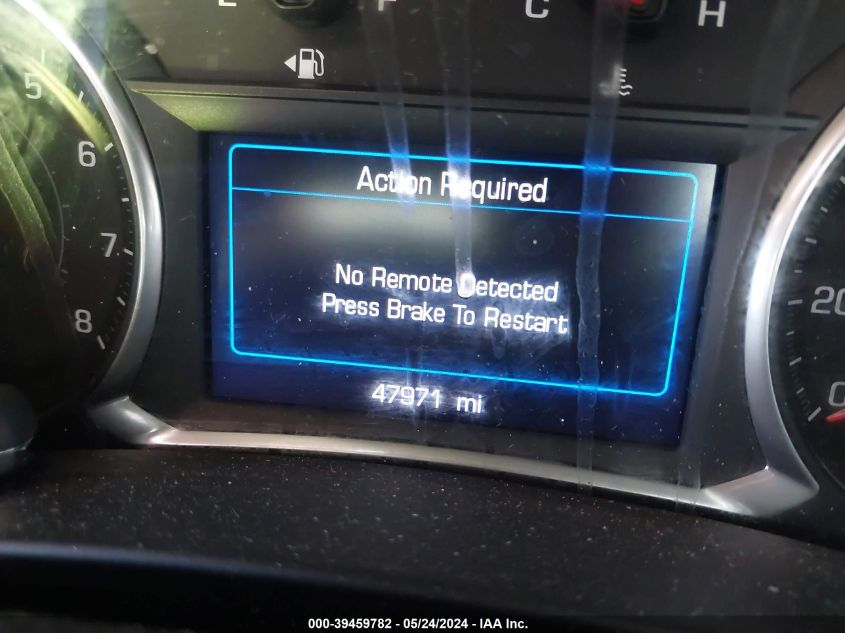 E F C H
5
6
7
8
Action Required
No Remote Detected
Press Brake To Restart
47971 mi
20
0
000-39459782 - 05/24/2024 - IAA Inc.